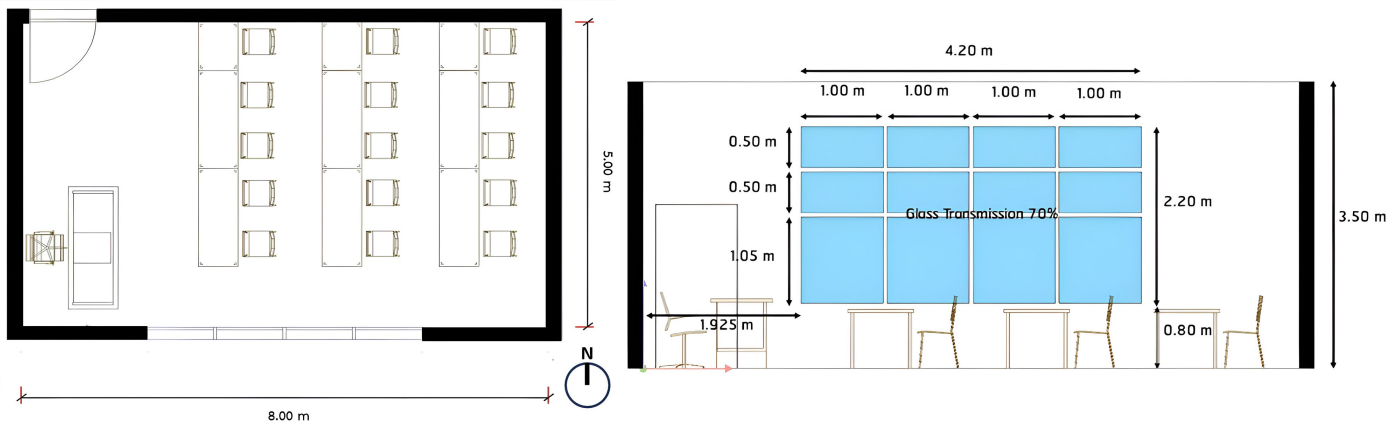 5.00 m
N
8.00 m
4.20 m
1.00 m
1.00 m
1.00 m
1.00 m
0.50 m
0.50 m
Glass Transmission 70%
2.20 m
3.50 m
1.05 m
1.925 m
0.80 m